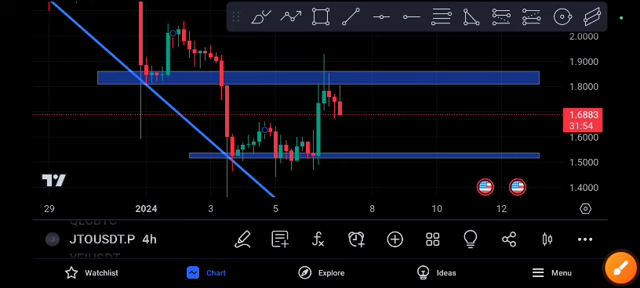 2.0000
1.9000
1.8000
1.6883
31:54
1.6000
1.5000
1.4000
29
2024
3
5
8
10
12
JTOUSDT.P 4h
Watchlist
Chart
Explore
Ideas
Menu